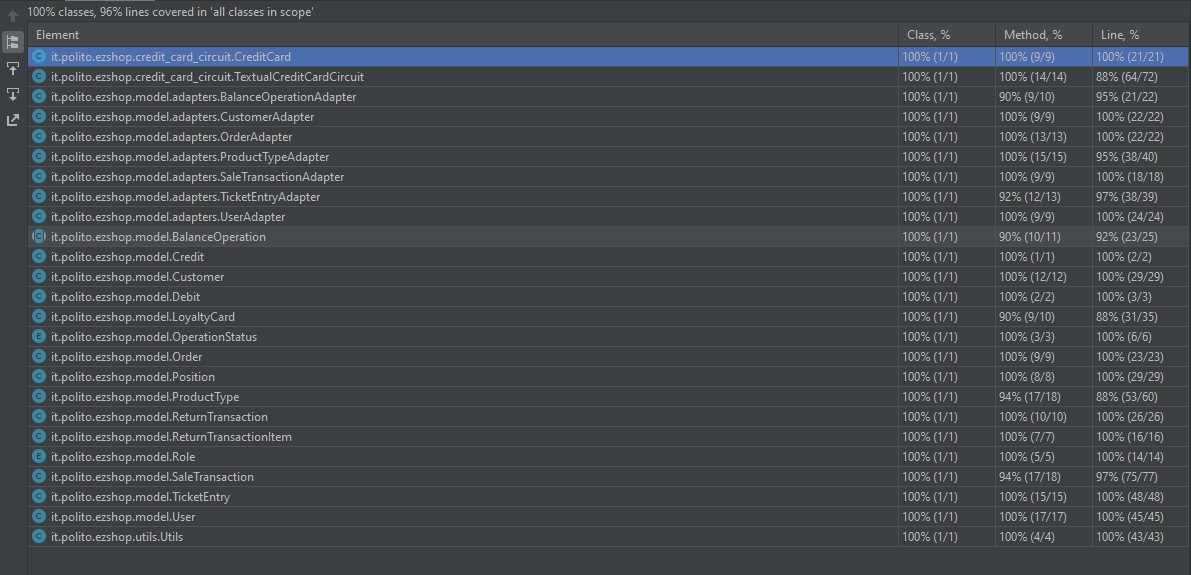 100% classes, 96% lines covered in 'all classes in scope'
Element Class, % Method, % Line, %
it.polito.ezshop.credit_card_circuit.CreditCard 100% (1/1) 100% (9/9) 100% (21/21)
it.polito.ezshop.credit_card_circuit.TextualCreditCardCircuit 100% (1/1) 100% (14/14) 88% (64/72)
it.polito.ezshop.model.adapters.BalanceOperationAdapter 100% (1/1) 90% (9/10) 95% (21/22)
it.polito.ezshop.model.adapters.CustomerAdapter 100% (1/1) 100% (9/9) 100% (22/22)
it.polito.ezshop.model.adapters.OrderAdapter 100% (1/1) 100% (13/13) 100% (22/22)
it.polito.ezshop.model.adapters.ProductTypeAdapter 100% (1/1) 100% (15/15) 95% (38/40)
it.polito.ezshop.model.adapters.SaleTransactionAdapter 100% (1/1) 100% (9/9) 100% (18/18)
it.polito.ezshop.model.adapters.TicketEntryAdapter 100% (1/1) 92% (12/13) 97% (38/39)
it.polito.ezshop.model.adapters.UserAdapter 100% (1/1) 100% (9/9) 100% (24/24)
it.polito.ezshop.model.BalanceOperation 100% (1/1) 90% (10/11) 92% (23/25)
it.polito.ezshop.model.Credit 100% (1/1) 100% (1/1) 100% (2/2)
it.polito.ezshop.model.Customer 100% (1/1) 100% (12/12) 100% (29/29)
it.polito.ezshop.model.Debit 100% (1/1) 100% (2/2) 100% (3/3)
it.polito.ezshop.model.LoyaltyCard 100% (1/1) 90% (9/10) 88% (31/35)
it.polito.ezshop.model.OperationStatus 100% (1/1) 100% (3/3) 100% (6/6)
it.polito.ezshop.model.Order 100% (1/1) 100% (9/9) 100% (23/23)
it.polito.ezshop.model.Position 100% (1/1) 100% (8/8) 100% (29/29)
it.polito.ezshop.model.ProductType 100% (1/1) 94% (17/18) 88% (53/60)
it.polito.ezshop.model.ReturnTransaction 100% (1/1) 100% (10/10) 100% (26/26)
it.polito.ezshop.model.ReturnTransactionItem 100% (1/1) 100% (7/7) 100% (16/16)
it.polito.ezshop.model.Role 100% (1/1) 100% (5/5) 100% (14/14)
it.polito.ezshop.model.SaleTransaction 100% (1/1) 94% (17/18) 97% (75/77)
it.polito.ezshop.model.TicketEntry 100% (1/1) 100% (15/15) 100% (48/48)
it.polito.ezshop.model.User 100% (1/1) 100% (17/17) 100% (45/45)
it.polito.ezshop.utils.Utils 100% (1/1) 100% (4/4) 100% (43/43)